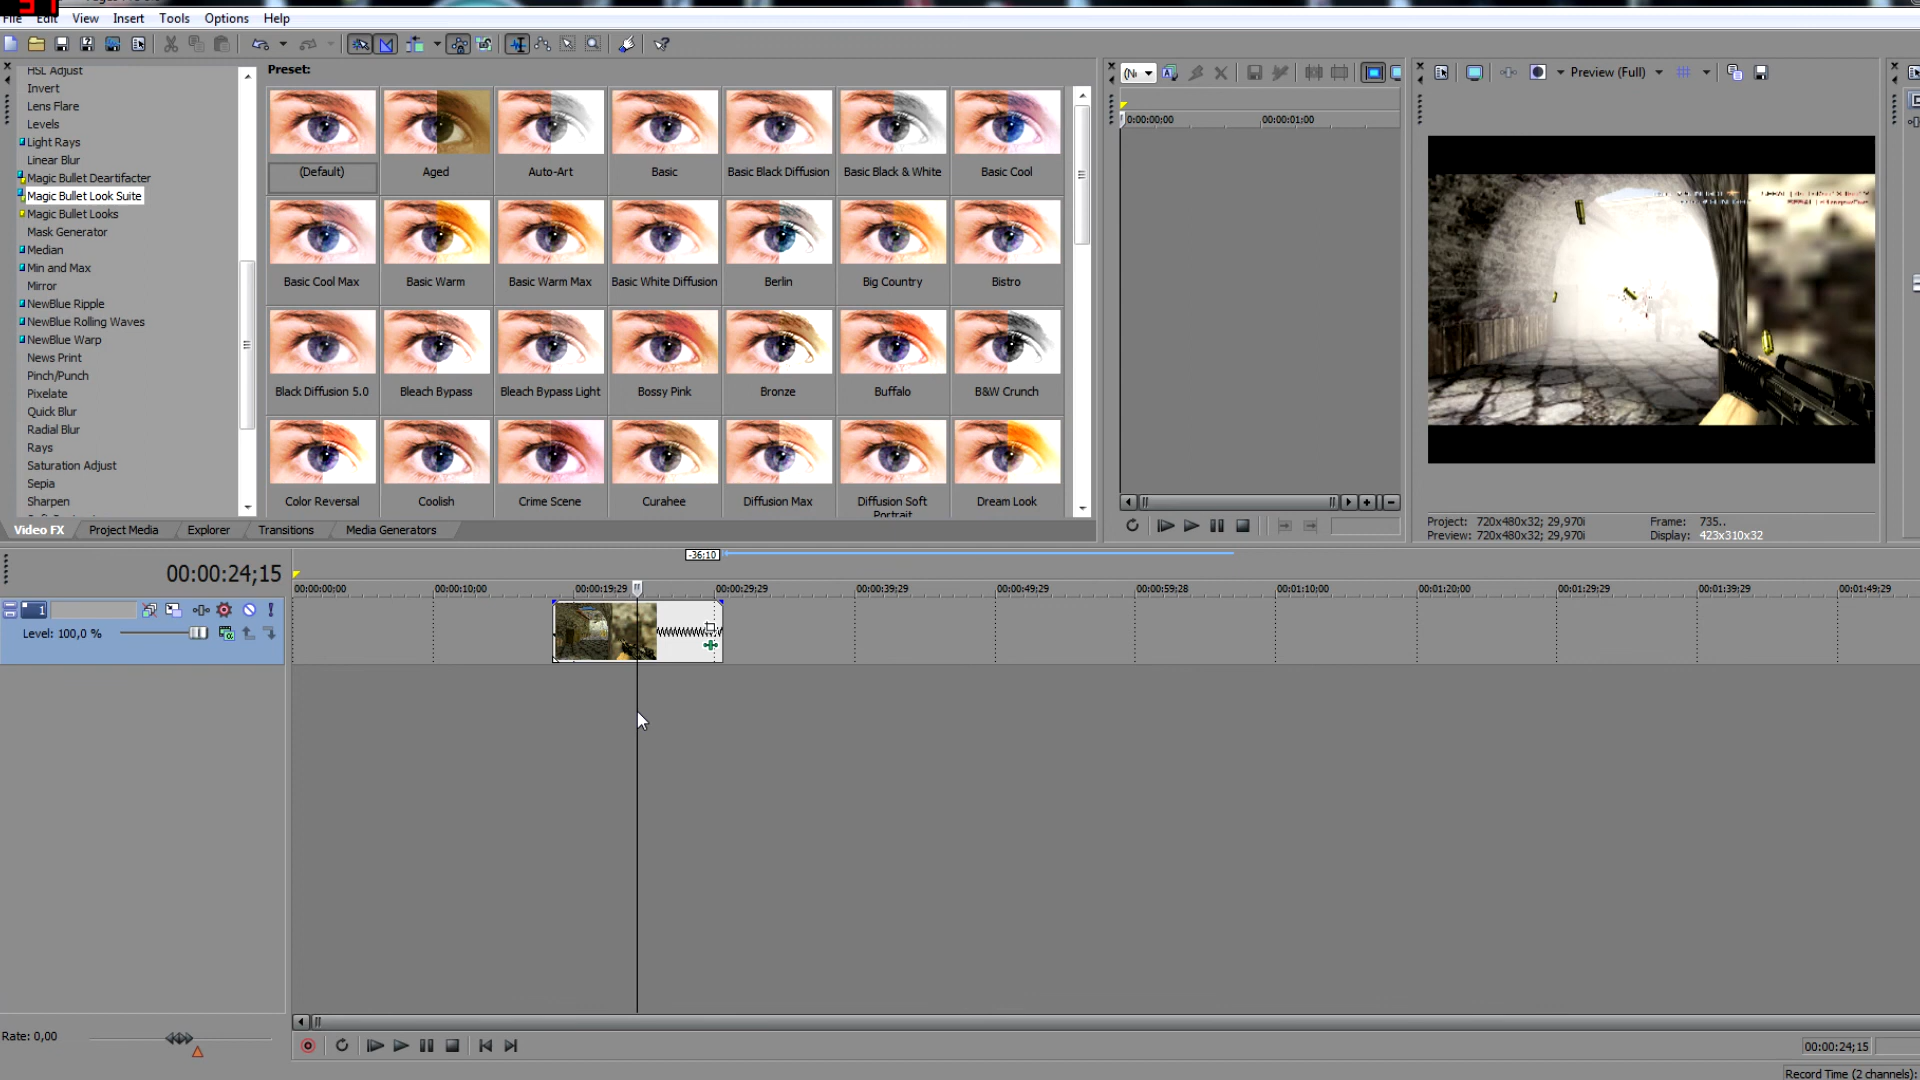 File Edit View Insert Tools Options Help
Preset:
Preview (Full)
HSL Adjust
Invert
Lens Flare
Levels
Light Rays
Linear Blur
Magic Bullet Deartifacter
Magic Bullet Look Suite
Magic Bullet Looks
Mask Generator
Median
Min and Max
Mirror
NewBlue Ripple
NewBlue Rolling Waves
NewBlue Warp
News Print
Pinch/Punch
Pixelate
Quick Blur
Radial Blur
Rays
Saturation Adjust
Sepia
Sharpen
(Default) Aged Auto-Art Basic Basic Black Diffusion Basic Black & White Basic Cool
Basic Cool Max Basic Warm Basic Warm Max Basic White Diffusion Berlin Big Country Bistro
Black Diffusion 5.0 Bleach Bypass Bleach Bypass Light Bossy Pink Bronze Buffalo B&W Crunch
Color Reversal Coolish Crime Scene Curahee Diffusion Max Diffusion Soft Portrait Dream Look
0:00:00:00 00:00:01:00
Project: 720x480x32; 29,970i Frame: 735..
Preview: 720x480x32; 29,970i Display: 423x310x32
Video FX Project Media Explorer Transitions Media Generators
-36:10
00:00:24;15
00:00:00;00 00:00:10;00 00:00:19;29 00:00:29;29 00:00:39;29 00:00:49;29 00:00:59;28 00:01:10;00 00:01:20;00 00:01:29;29 00:01:39;29 00:01:49;29
1
Level: 100,0 %
Rate: 0,00
00:00:24;15
Record Time (2 channels):